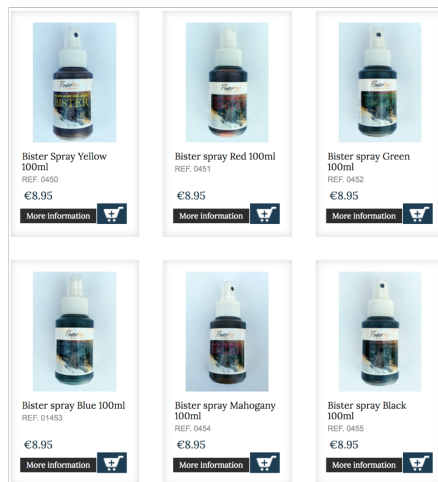 BISTER
Bister Spray Yellow
100ml
REF. 0450
€8.95
More information
Bister spray Red 100ml
REF. 0451
€8.95
More information
Bister spray Green
100ml
REF. 0452
€8.95
More information
Bister spray Blue 100ml
REF. 01453
€8.95
More information
Bister spray Mahogany
100ml
REF. 0454
€8.95
More information
Bister spray Black
100ml
REF. 0455
€8.95
More information